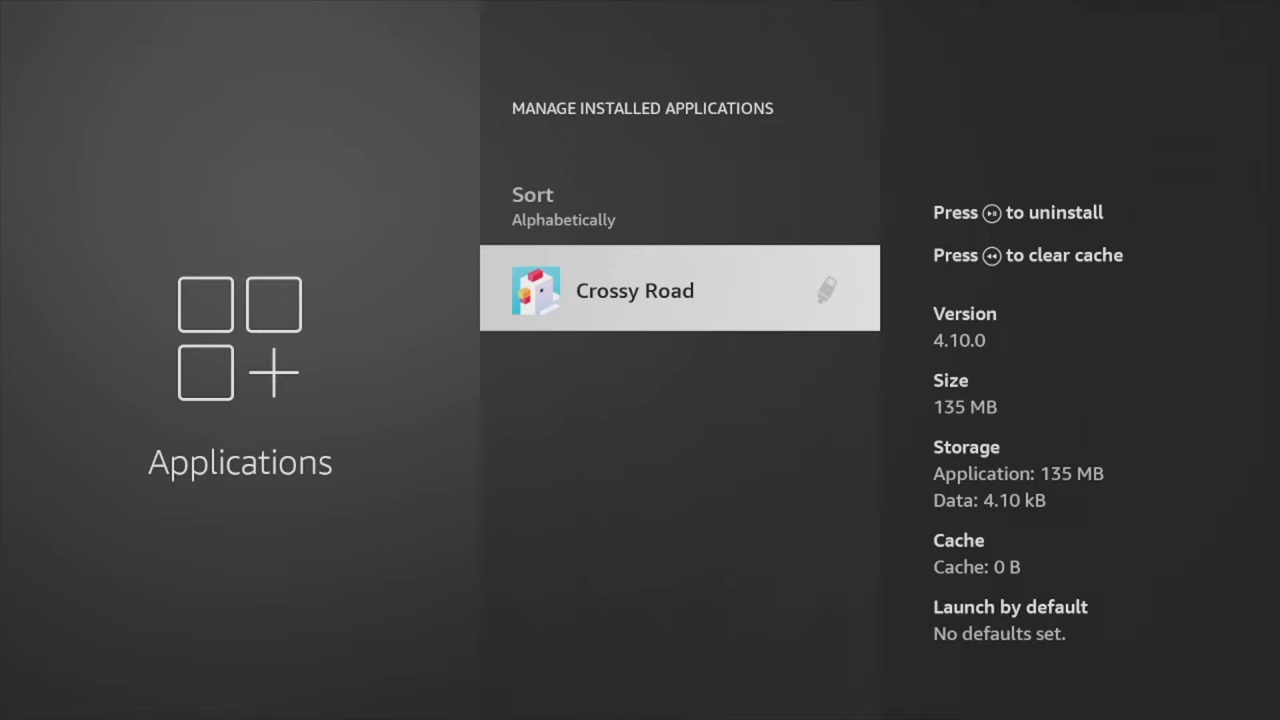 Applications
MANAGE INSTALLED APPLICATIONS
Sort
Alphabetically
Crossy Road
Press to uninstall
Press to clear cache
Version
4.10.0
Size
135 MB
Storage
Application: 135 MB
Data: 4.10 kB
Cache
Cache: 0 B
Launch by default
No defaults set.